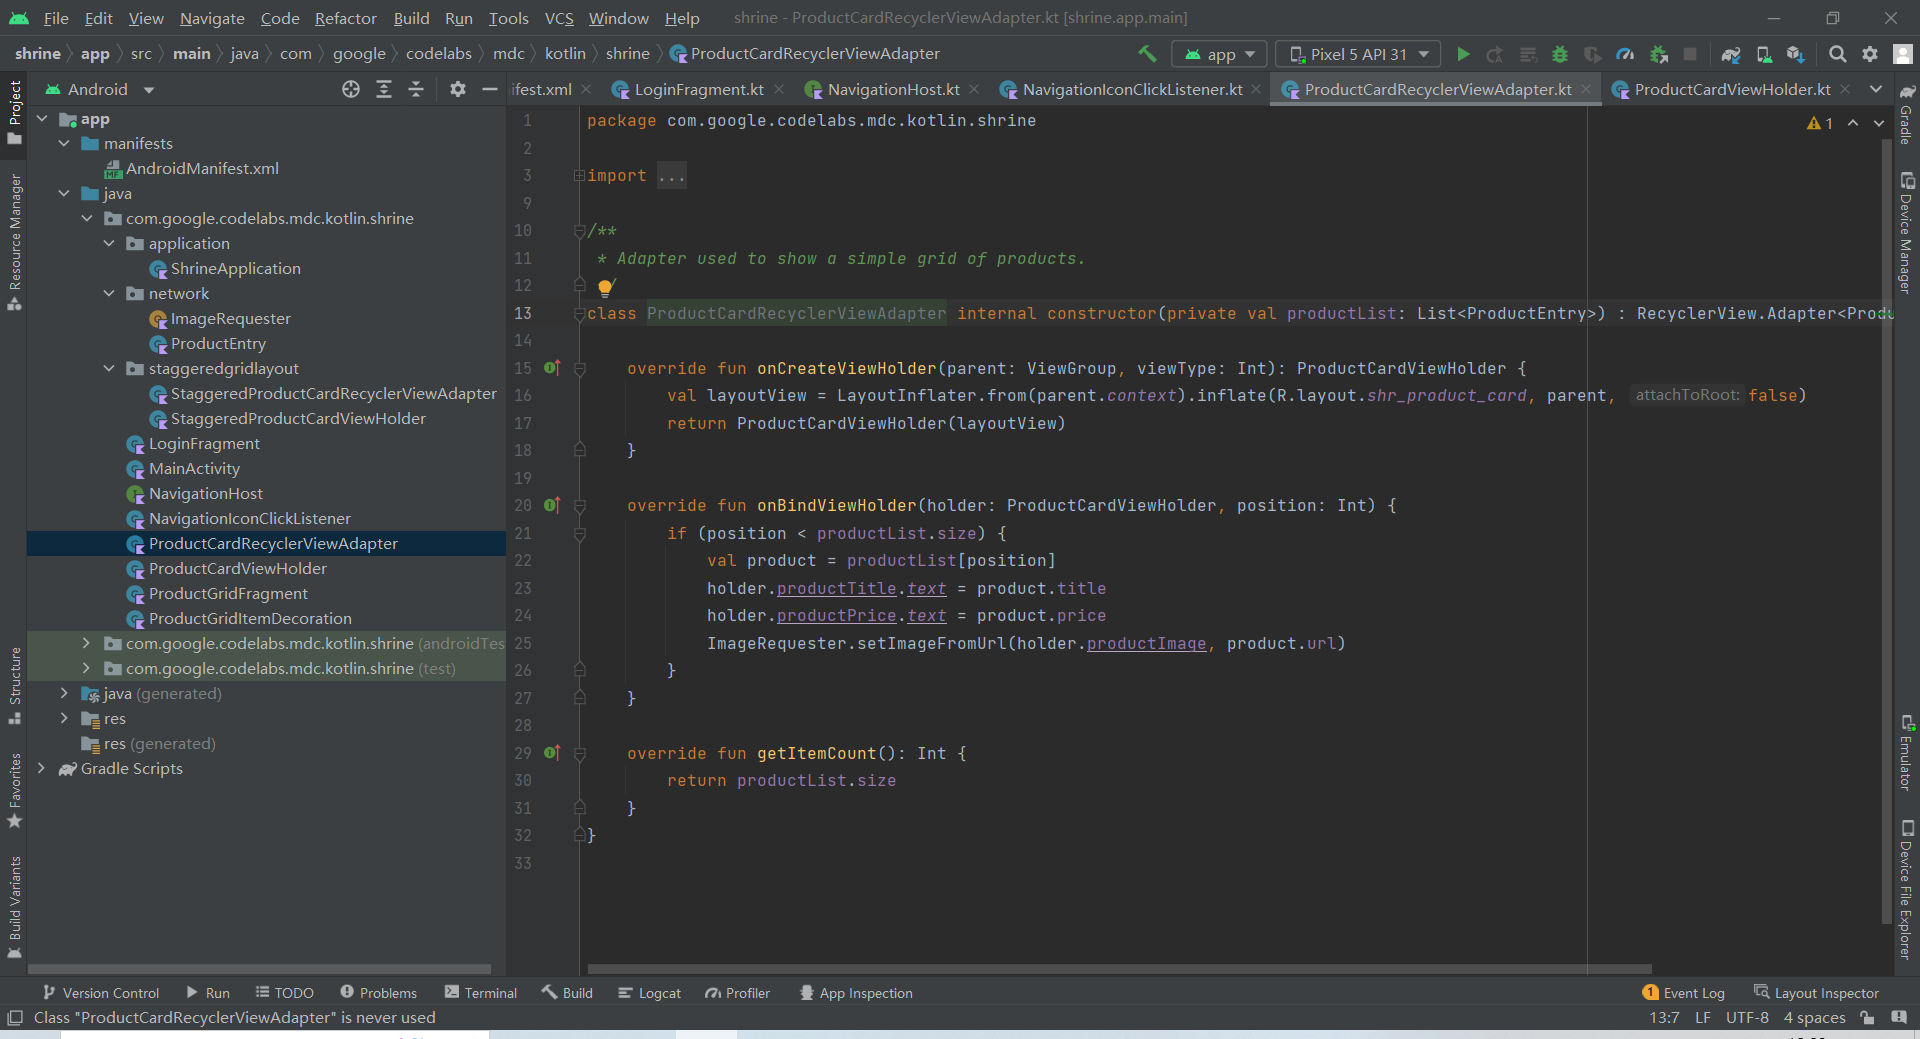 File Edit View Navigate Code Refactor Build Run Tools VCS Window Help shrine - ProductCardRecyclerViewAdapter.kt [shrine.app.main]
shrine app src main java com google codelabs mdc kotlin shrine ProductCardRecyclerViewAdapter app Pixel 5 API 31
Android ifest.xml LoginFragment.kt NavigationHost.kt NavigationIconClickListener.kt ProductCardRecyclerViewAdapter.kt ProductCardViewHolder.kt
Project
Resource Manager
Structure
Favorites
Build Variants
app
manifests
AndroidManifest.xml
java
com.google.codelabs.mdc.kotlin.shrine
application
ShrineApplication
network
ImageRequester
ProductEntry
staggeredgridlayout
StaggeredProductCardRecyclerViewAdapter
StaggeredProductCardViewHolder
LoginFragment
MainActivity
NavigationHost
NavigationIconClickListener
ProductCardRecyclerViewAdapter
ProductCardViewHolder
ProductGridFragment
ProductGridItemDecoration
com.google.codelabs.mdc.kotlin.shrine (androidTes
com.google.codelabs.mdc.kotlin.shrine (test)
java (generated)
res
res (generated)
Gradle Scripts
1 package com.google.codelabs.mdc.kotlin.shrine
2
3 import ...
9
10 /**
11 * Adapter used to show a simple grid of products.
12 /
13 class ProductCardRecyclerViewAdapter internal constructor(private val productList: List<ProductEntry>) : RecyclerView.Adapter<Produ
14
15 override fun onCreateViewHolder(parent: ViewGroup, viewType: Int): ProductCardViewHolder {
16 val layoutView = LayoutInflater.from(parent.context).inflate(R.layout.shr_product_card, parent, attachToRoot: false)
17 return ProductCardViewHolder(layoutView)
18 }
19
20 override fun onBindViewHolder(holder: ProductCardViewHolder, position: Int) {
21 if (position < productList.size) {
22 val product = productList[position]
23 holder.productTitle.text = product.title
24 holder.productPrice.text = product.price
25 ImageRequester.setImageFromUrl(holder.productImage, product.url)
26 }
27 }
28
29 override fun getItemCount(): Int {
30 return productList.size
31 }
32 }
33
1
Gradle
Device Manager
Emulator
Device File Explorer
Version Control Run TODO Problems Terminal Build Logcat Profiler App Inspection 1 Event Log Layout Inspector
Class "ProductCardRecyclerViewAdapter" is never used 13:7 LF UTF-8 4 spaces